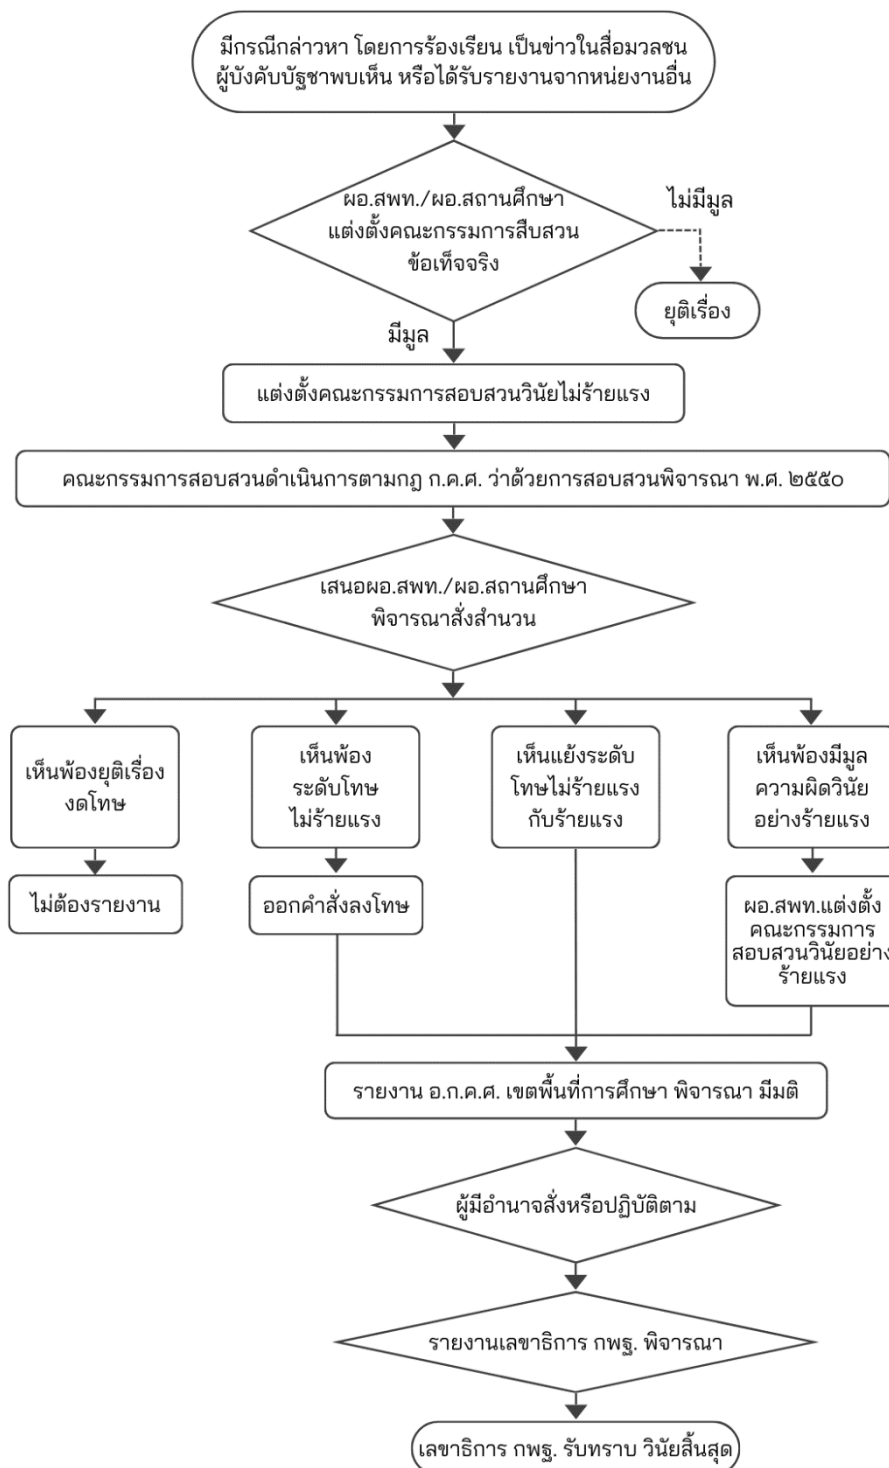 มีกรณีกล่าวหา โดยการร้องเรียน เป็นข่าวในสื่อมวลชน
ผู้บังคับบัฐชาพบเห็น หรือได้รับรายงานจากหน่ยงานอื่น
ผอ.สพท./ผอ.สถานศึกษา
แต่งตั้งคณะกรรมการสืบสวน
ข้อเท็จจริง
ไม่มีมูล
ยุติเรื่อง
มีมูล
แต่งตั้งคณะกรรมการสอบสวนวินัยไม่ร้ายแรง
คณะกรรมการสอบสวนดำเนินการตามกฎ ก.ค.ศ. ว่าด้วยการสอบสวนพิจารณา พ.ศ. ๒๕๕๐
เสนอผอ.สพท./ผอ.สถานศึกษา
พิจารณาสั่งสำนวน
เห็นพ้องยุติเรื่อง
งดโทษ
เห็นพ้อง
ระดับโทษ
ไม่ร้ายแรง
เห็นแย้งระดับ
โทษไม่ร้ายแรง
กับร้ายแรง
เห็นพ้องมีมูล
ความผิดวินัย
อย่างร้ายแรง
ไม่ต้องรายงาน
ออกคำสั่งลงโทษ
ผอ.สพท.แต่งตั้ง
คณะกรรมการ
สอบสวนวินัยอย่าง
ร้ายแรง
รายงาน อ.ก.ค.ศ. เขตพื้นที่การศึกษา พิจารณา มีมติ
ผู้มีอำนาจสั่งหรือปฏิบัติตาม
รายงานเลขาธิการ กพฐ. พิจารณา
เลขาธิการ กพฐ. รับทราบ วินัยสิ้นสุด